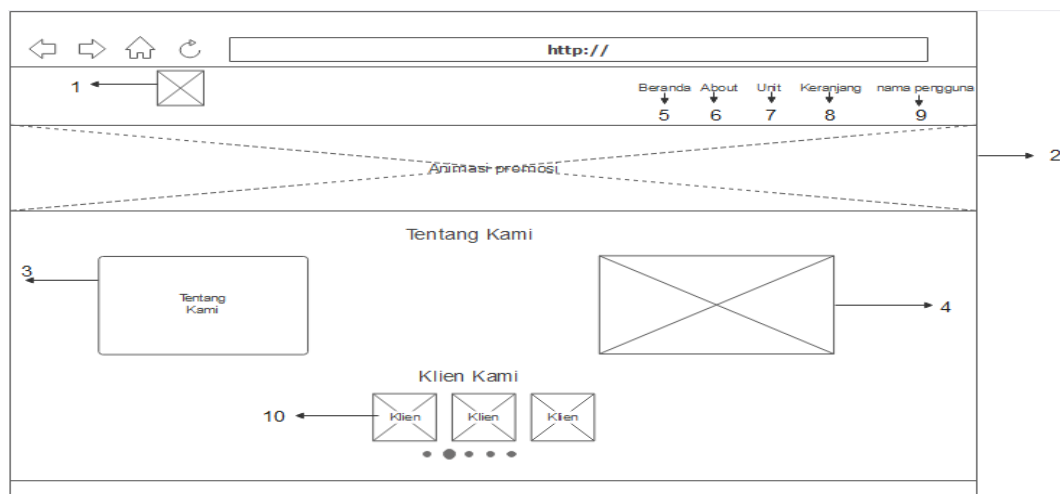 http://
1
Beranda About Unit Keranjang nama pengguna
5 6 7 8 9
Animasi promosi
2
Tentang Kami
3
Tentang
Kami
4
Klien Kami
10
Klien Klien Klien